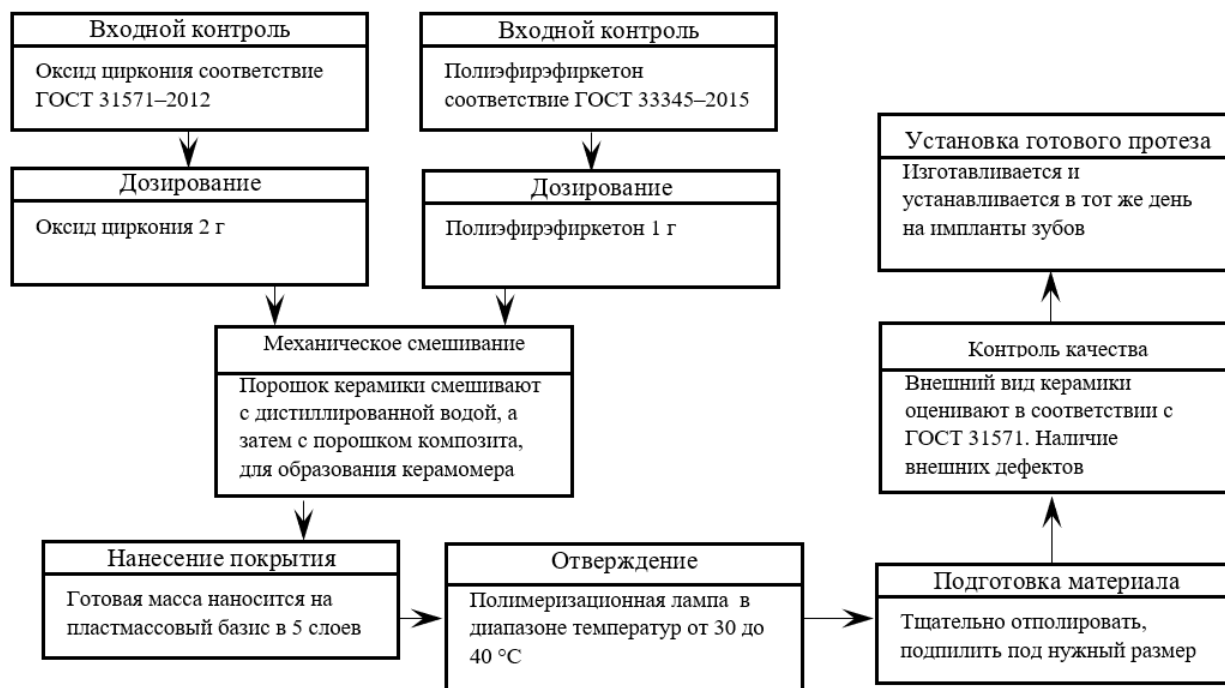 Входной контроль
Оксид циркония соответствие
ГОСТ 31571–2012
Входной контроль
Полиэфирэфиркетон
соответствие ГОСТ 33345–2015
Дозирование
Оксид циркония 2 г
Дозирование
Полиэфирэфиркетон 1 г
Механическое смешивание
Порошок керамики смешивают
с дистиллированной водой, а
затем с порошком композита,
для образования керамомера
Нанесение покрытия
Готовая масса наносится на
пластмассовый базис в 5 слоев
Отверждение
Полимеризационная лампа в
диапазоне температур от 30 до
40 °C
Подготовка материала
Тщательно отполировать,
подпилить под нужный размер
Контроль качества
Внешний вид керамики
оценивают в соответствии с
ГОСТ 31571. Наличие
внешних дефектов
Установка готового протеза
Изготавливается и
устанавливается в тот же день
на импланты зубов